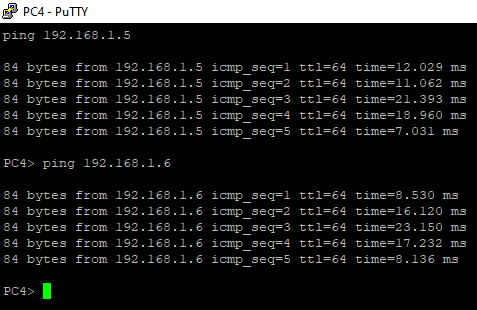 PC4 - PuTTY
ping 192.168.1.5
84 bytes from 192.168.1.5 icmp_seq=1 ttl=64 time=12.029 ms
84 bytes from 192.168.1.5 icmp_seq=2 ttl=64 time=11.062 ms
84 bytes from 192.168.1.5 icmp_seq=3 ttl=64 time=21.393 ms
84 bytes from 192.168.1.5 icmp_seq=4 ttl=64 time=18.960 ms
84 bytes from 192.168.1.5 icmp_seq=5 ttl=64 time=7.031 ms
PC4> ping 192.168.1.6
84 bytes from 192.168.1.6 icmp_seq=1 ttl=64 time=8.530 ms
84 bytes from 192.168.1.6 icmp_seq=2 ttl=64 time=16.120 ms
84 bytes from 192.168.1.6 icmp_seq=3 ttl=64 time=23.150 ms
84 bytes from 192.168.1.6 icmp_seq=4 ttl=64 time=17.232 ms
84 bytes from 192.168.1.6 icmp_seq=5 ttl=64 time=8.136 ms
PC4>